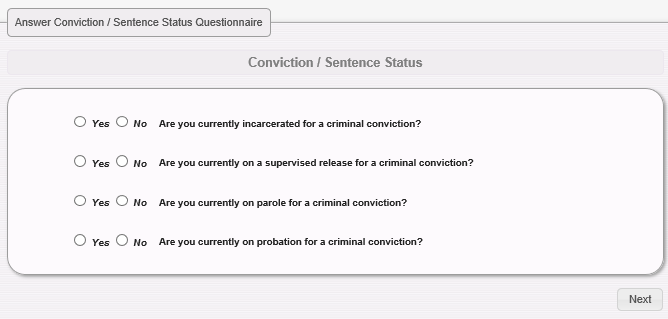 Answer Conviction / Sentence Status Questionnaire
Conviction / Sentence Status
Yes No Are you currently incarcerated for a criminal conviction?
Yes No Are you currently on a supervised release for a criminal conviction?
Yes No Are you currently on parole for a criminal conviction?
Yes No Are you currently on probation for a criminal conviction?
Next